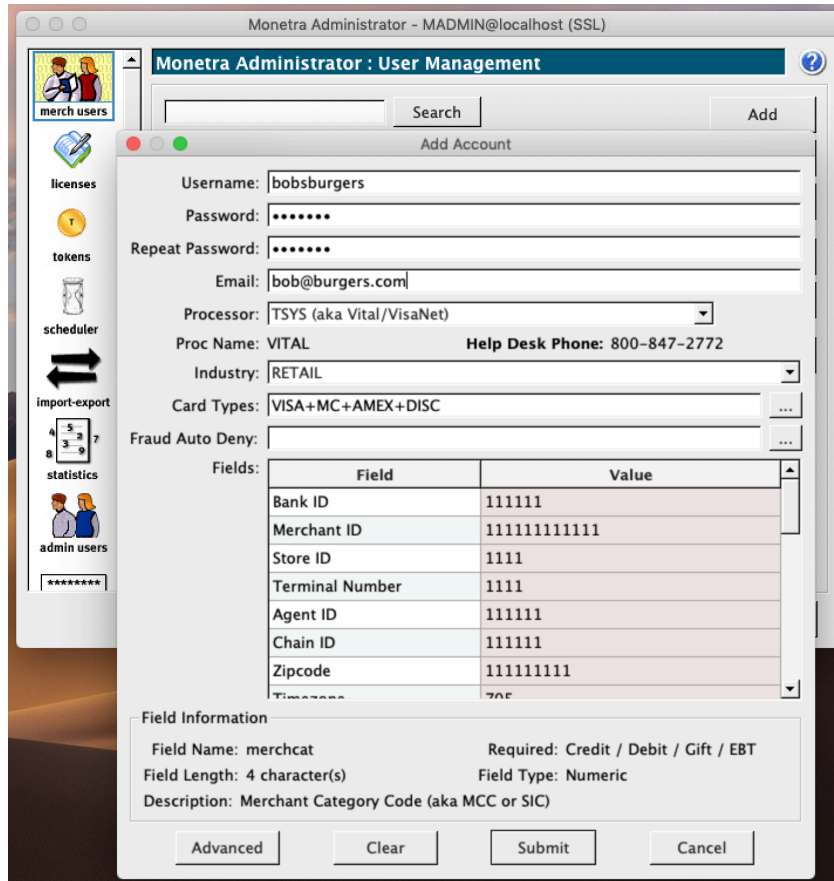 Monetra Administrator - MADMIN@localhost (SSL)
Monetra Administrator : User Management
merch users
Search
Add
licenses
tokens
scheduler
import-export
statistics
admin users
********
Add Account
Username: bobsburgers
Password: •••••••
Repeat Password: •••••••
Email: bob@burgers.com
Processor: TSYS (aka Vital/VisaNet)
Proc Name: VITAL Help Desk Phone: 800-847-2772
Industry: RETAIL
Card Types: VISA+MC+AMEX+DISC ...
Fraud Auto Deny: ...
Fields:
Field Value
Bank ID 111111
Merchant ID 111111111111
Store ID 1111
Terminal Number 1111
Agent ID 111111
Chain ID 111111
Zipcode 111111111
Timezone 705
Field Information
Field Name: merchcat Required: Credit / Debit / Gift / EBT
Field Length: 4 character(s) Field Type: Numeric
Description: Merchant Category Code (aka MCC or SIC)
Advanced Clear Submit Cancel